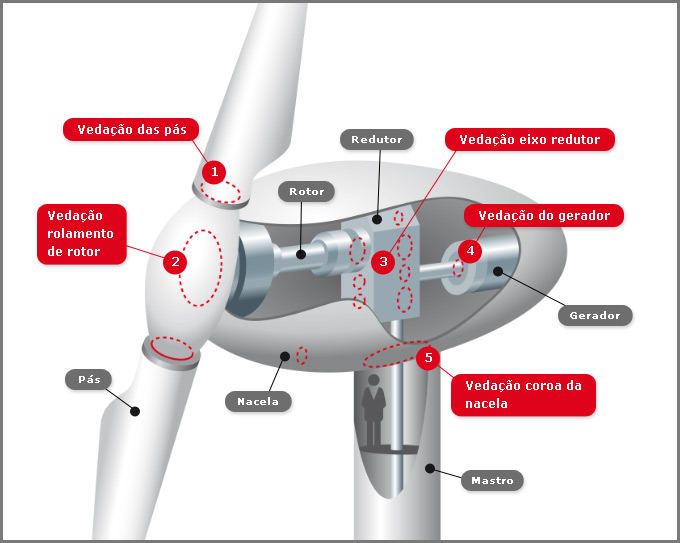 Vedação das pás
1
Redutor
Vedação eixo redutor
Rotor
Vedação
rolamento
de rotor
2
3
Vedação do gerador
4
Gerador
5
Pás
Nacela
Vedação coroa da
nacela
Mastro